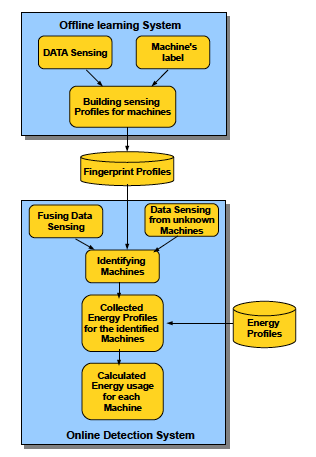 Offline learning System
DATA Sensing
Machine's
label
Building sensing
Profiles for machines
Fingerprint Profiles
Fusing Data
Sensing
Data Sensing
from unknown
Machines
Identifying
Machines
Collected
Energy Profiles
for the identified
Machines
Energy
Profiles
Calculated
Energy usage
for each
Machine
Online Detection System